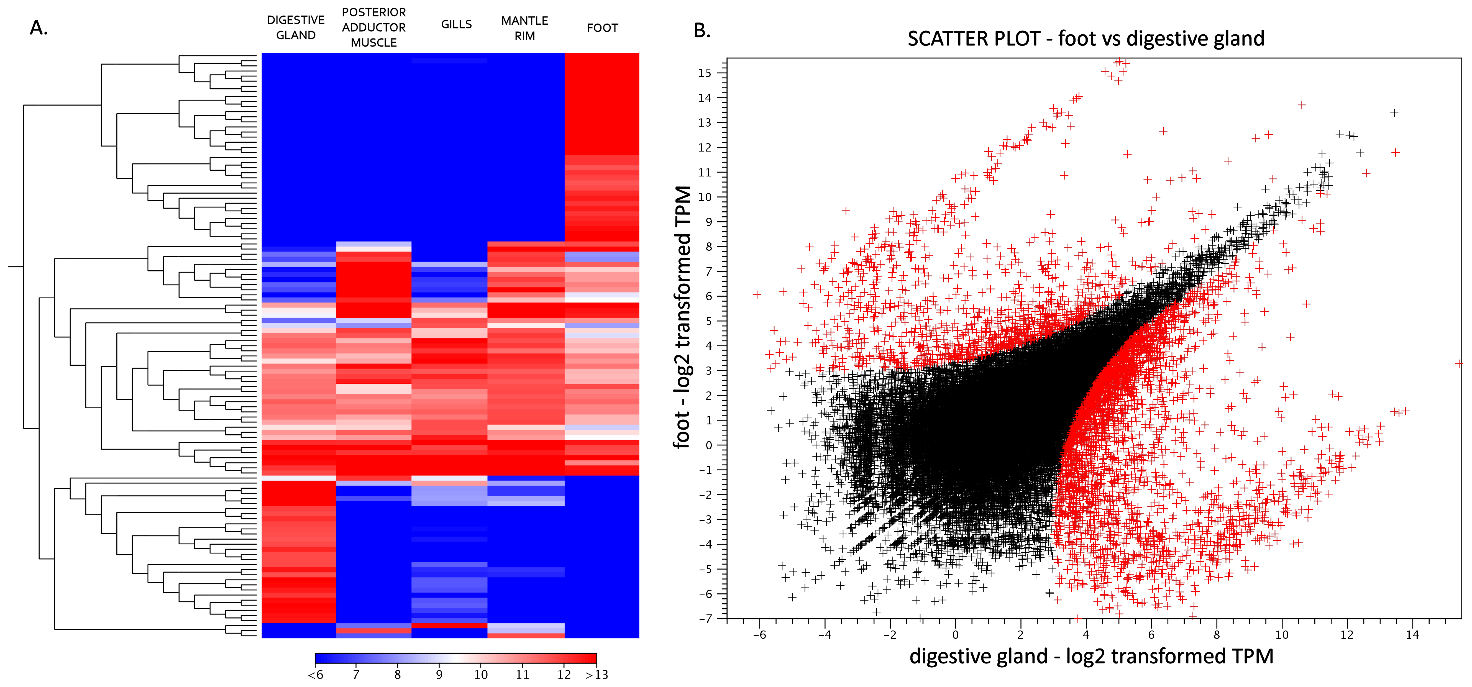 A.
DIGESTIVE
GLAND
POSTERIOR
ADDUCTOR
MUSCLE
GILLS
MANTLE
RIM
FOOT
<6 7 8 9 10 11 12 >13
B.
SCATTER PLOT - foot vs digestive gland
foot - log2 transformed TPM
15
14
13
12
11
10
9
8
7
6
5
4
3
2
1
0
-1
-2
-3
-4
-5
-6
-7
-6 -4 -2 0 2 4 6 8 10 12 14
digestive gland - log2 transformed TPM